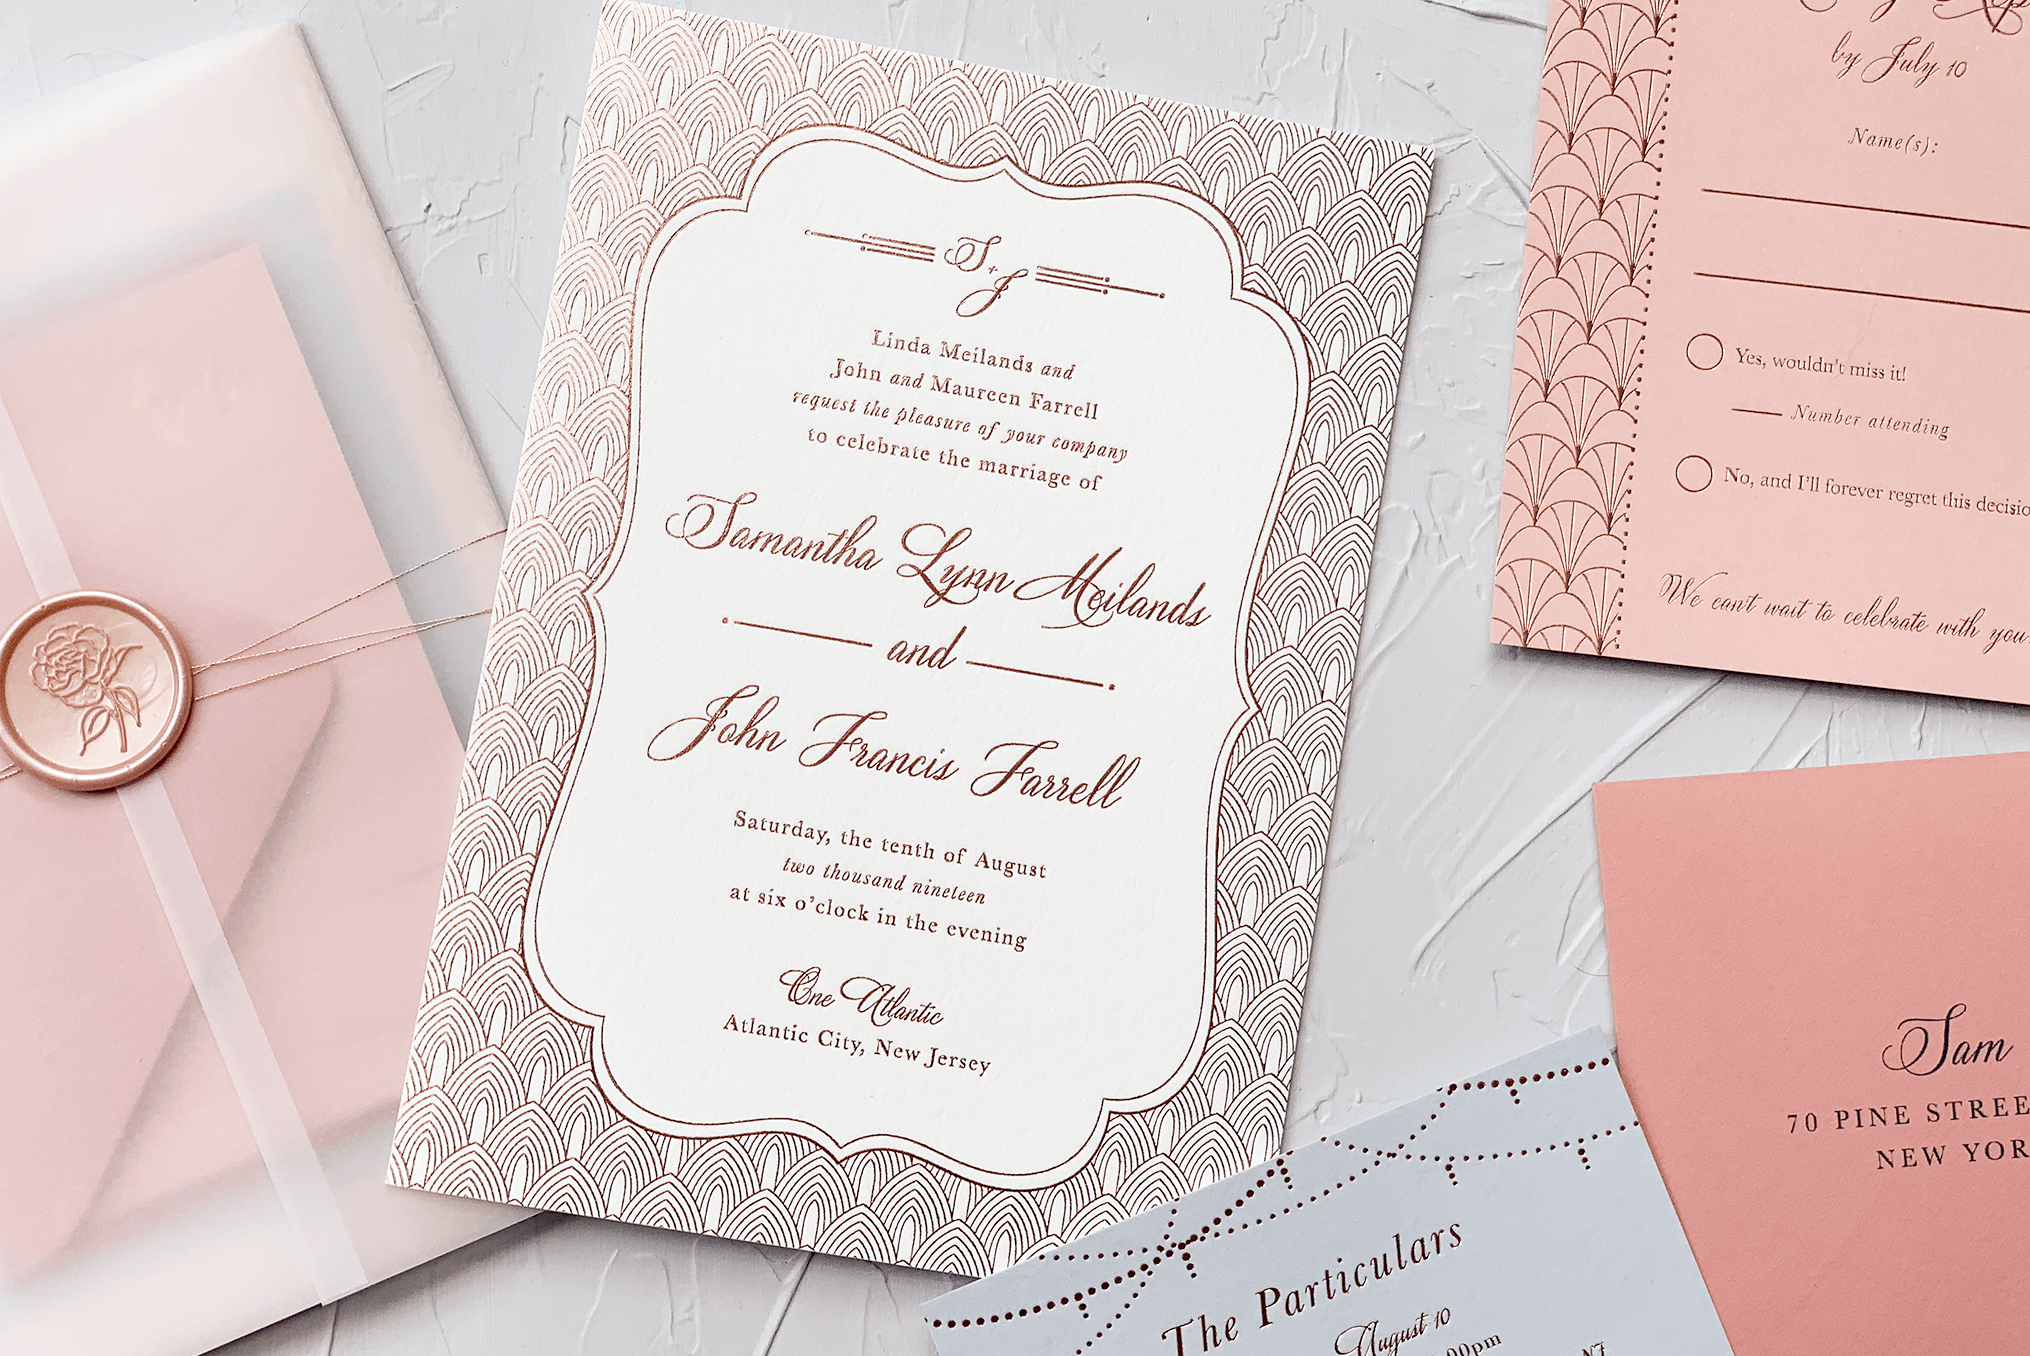 S+J
Linda Meilands and
John and Maureen Farrell
request the pleasure of your company
to celebrate the marriage of
Samantha Lynn Meilands
and
John Francis Farrell
Saturday, the tenth of August
two thousand nineteen
at six o'clock in the evening
One Atlantic
Atlantic City, New Jersey
by July 10
Name(s):
Yes, wouldn't miss it!
Number attending
No, and I'll forever regret this
We can't wait to celebrate with you
Sam
70 PINE
NEW
The Particulars
August 10
00pm
NJ